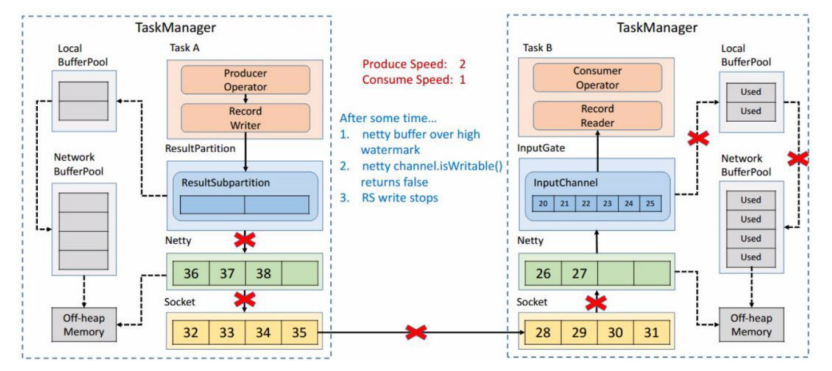 TaskManager
Local
BufferPool
Task A
Producer
Operator
Record
Writer
ResultPartition
Network
BufferPool
ResultSubpartition
Netty
36 37 38
Off-heap
Memory
Socket
32 33 34 35
Produce Speed: 2
Consume Speed: 1
After some time…
1. netty buffer over high
watermark
2. netty channel.isWritable()
returns false
3. RS write stops
TaskManager
Task B
Consumer
Operator
Record
Reader
InputGate
InputChannel
20 21 22 23 24 25
Netty
26 27
Socket
28 29 30 31
Local
BufferPool
Used
Used
Network
BufferPool
Used
Used
Used
Used
Off-heap
Memory